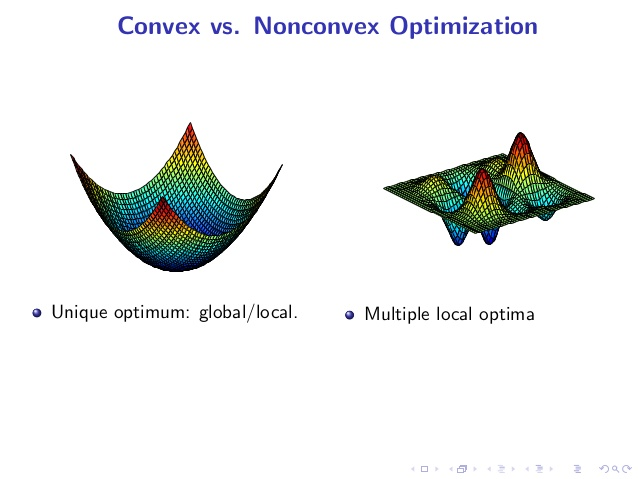 Convex vs. Nonconvex Optimization
Unique optimum: global/local.
Multiple local optima